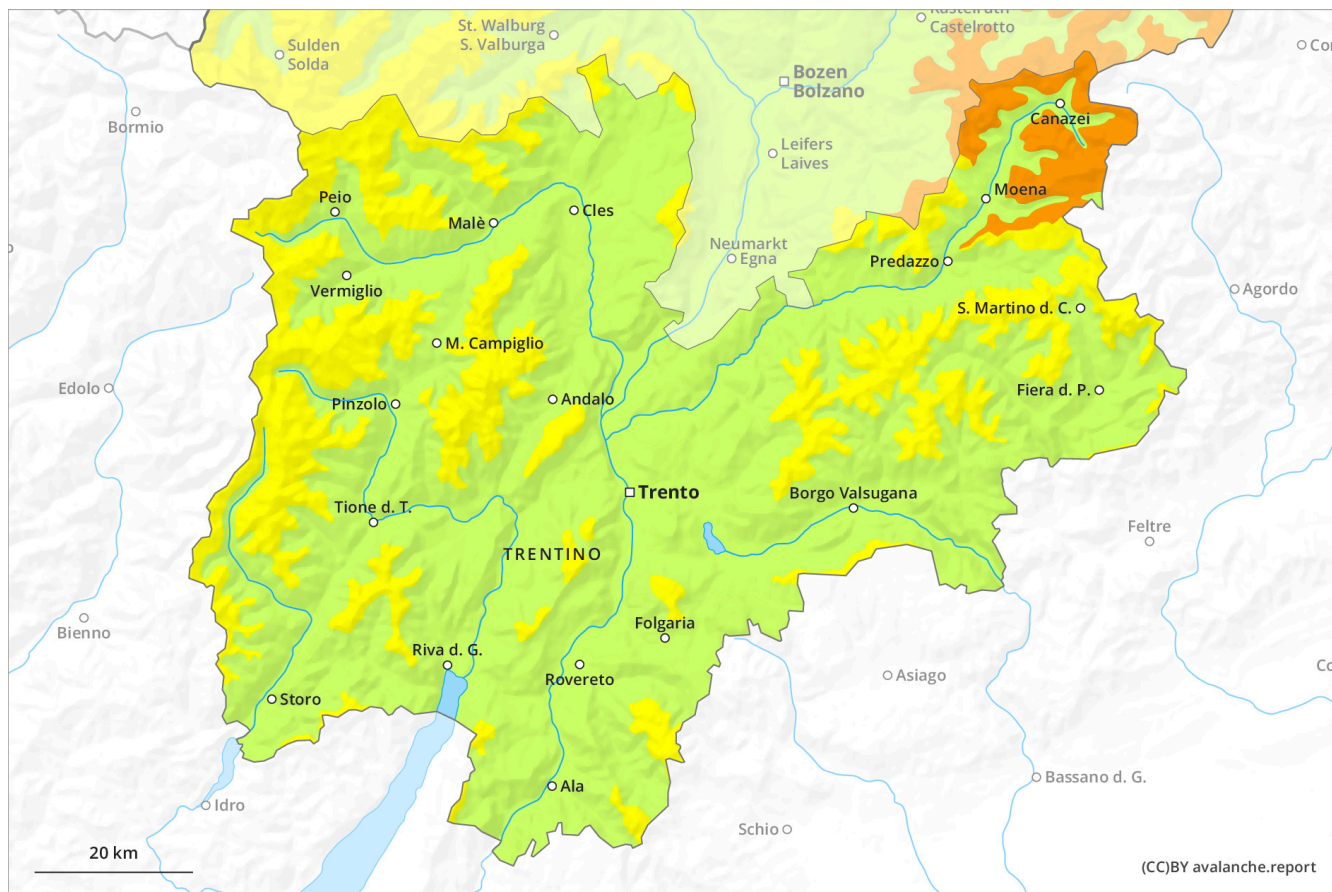 Kastelruth
Castelrotto
St. Walburg
S. Valburga
Sulden
Solda
Bozen
Bolzano
Bormio
Canazei
Leifers
Laives
Moena
Peio
Malè
Cles
Neumarkt
Egna
Predazzo
Vermiglio
Agordo
S. Martino d. C.
M. Campiglio
Edolo
Fiera d. P.
Pinzolo
Andalo
Trento
Borgo Valsugana
Tione d. T.
Feltre
TRENTINO
Bienno
Folgaria
Riva d. G.
Asiago
Rovereto
Storo
Bassano d. G.
Ala
Idro
Schio
20 km
(CC)BY avalanche.report